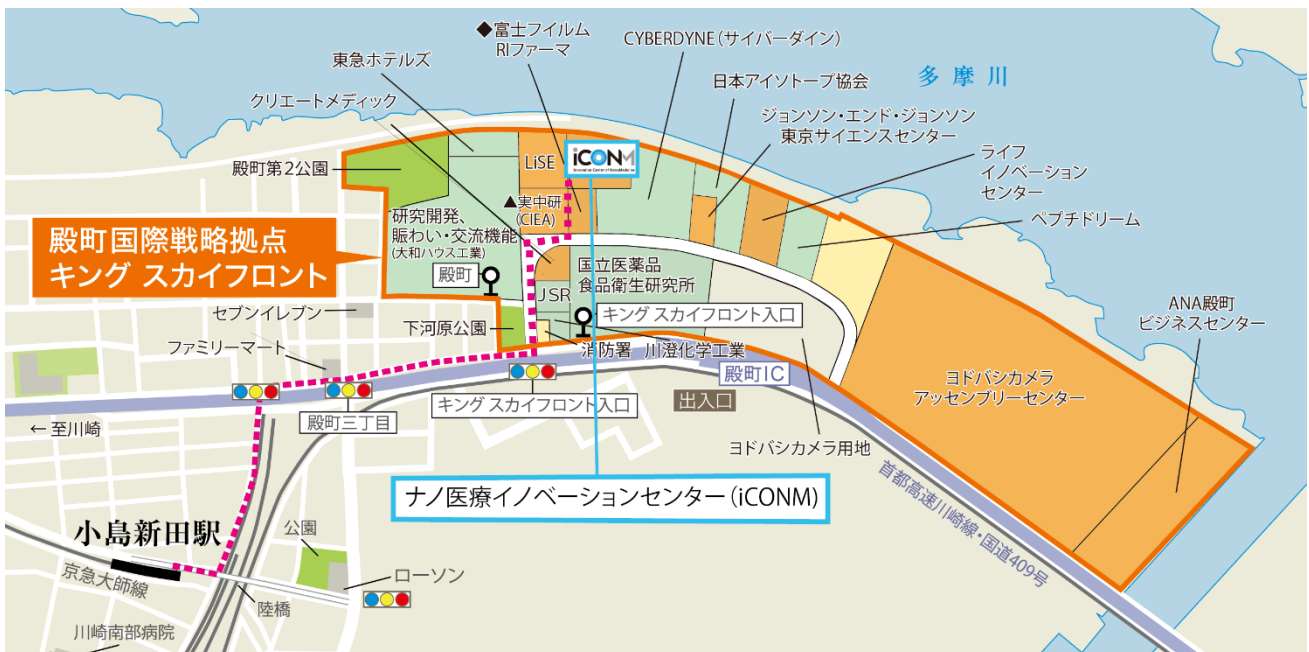 ◆富士フイルム
RIファーマ
CYBERDYNE（サイバーダイン）
多摩川
東急ホテルズ
日本アイソトープ協会
クリエートメディック
ジョンソン・エンド・ジョンソン
東京サイエンスセンター
ライフ
イノベーション
センター
LiSE
iCONM
Innovation Center of NanoMedicine
殿町第2公園
▲実中研
（CIEA）
ペプチドリーム
研究開発、
賑わい・交流機能
(大和ハウス工業)
殿町国際戦略拠点
キング スカイフロント
殿町
国立医薬品
食品衛生研究所
JSR
セブンイレブン
キング スカイフロント入口
ANA殿町
ビジネスセンター
下河原公園
ファミリーマート
消防署
川澄化学工業
殿町IC
ヨドバシカメラ
アッセンブリーセンター
殿町三丁目
キング スカイフロント入口
出入口
←至川崎
ヨドバシカメラ用地
首都高速川崎線・国道409号
ナノ医療イノベーションセンター（iCONM）
小島新田駅
公園
京急大師線
ローソン
陸橋
川崎南部病院